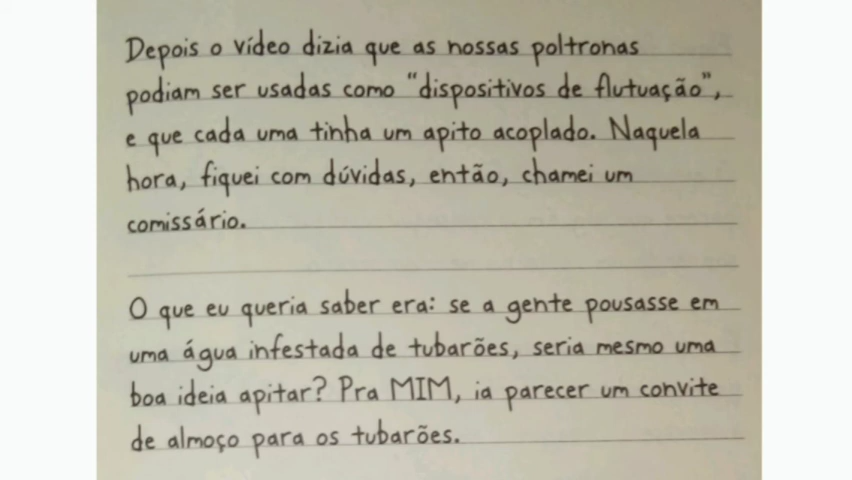 Depois o vídeo dizia que as nossas poltronas
podiam ser usadas como “dispositivos de flutuação”,
e que cada uma tinha um apito acoplado. Naquela
hora, fiquei com dúvidas, então, chamei um
comissário.
O que eu queria saber era: se a gente pousasse em
uma água infestada de tubarões, seria mesmo uma
boa ideia apitar? Pra MIM, ia parecer um convite
de almoço para os tubarões.